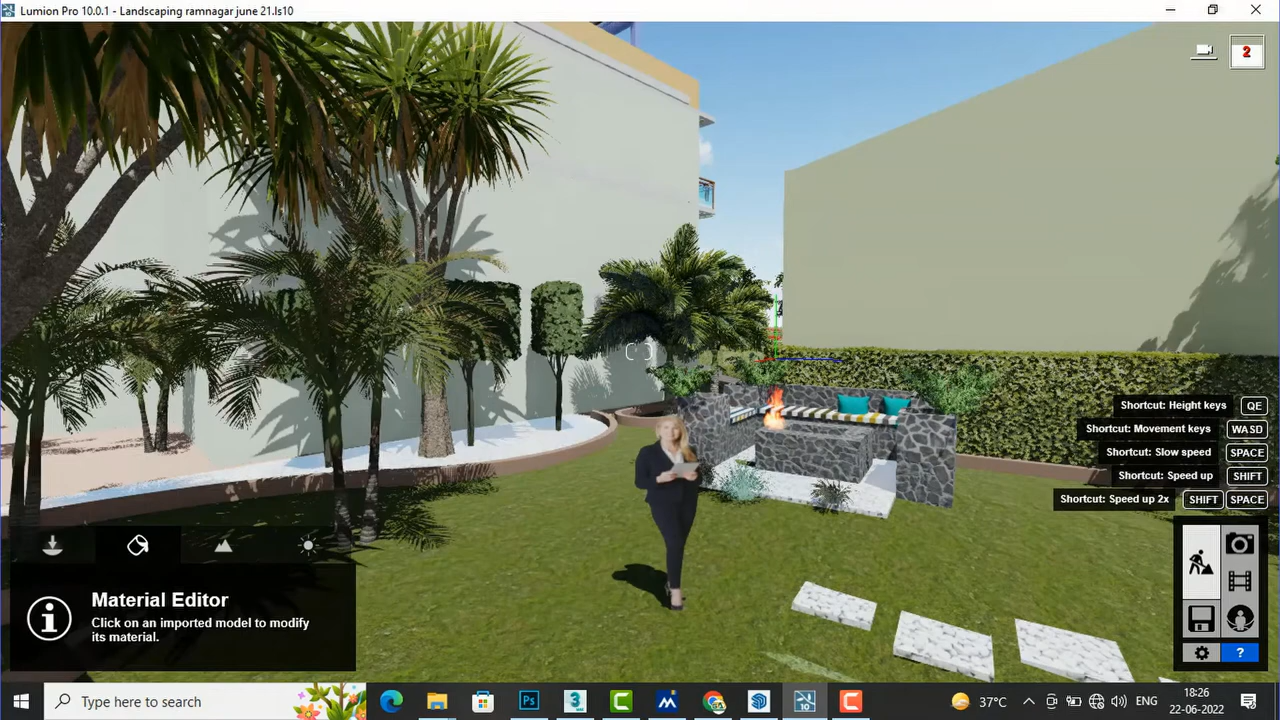 Lumion Pro 10.0.1 - Landscaping ramnagar june 21.ls10
2
Shortcut: Height keys QE
Shortcut: Movement keys WASD
Shortcut: Slow speed SPACE
Shortcut: Speed up SHIFT
Shortcut: Speed up 2x SHIFT SPACE
Material Editor
Click on an imported model to modify
its material.
?
Type here to search
Ps
3
10
37°C
ENG
18:26
22-06-2022